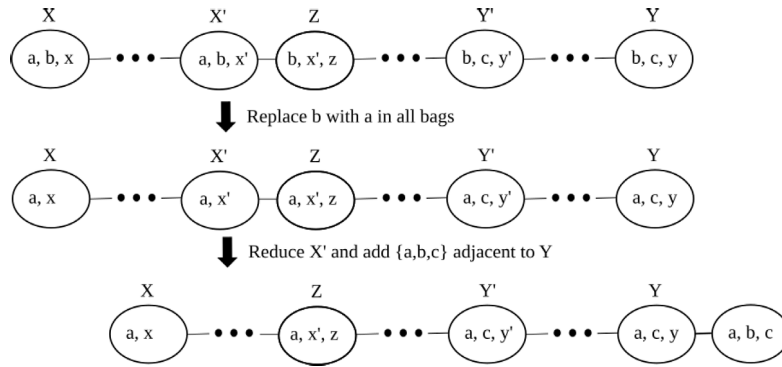 X X' Z Y' Y
a, b, x a, b, x' b, x', z b, c, y' b, c, y
Replace b with a in all bags
X X' Z Y' Y
a, x a, x' a, x', z a, c, y' a, c, y
Reduce X' and add {a,b,c} adjacent to Y
X Z Y' Y
a, x a, x', z a, c, y' a, c, y a, b, c